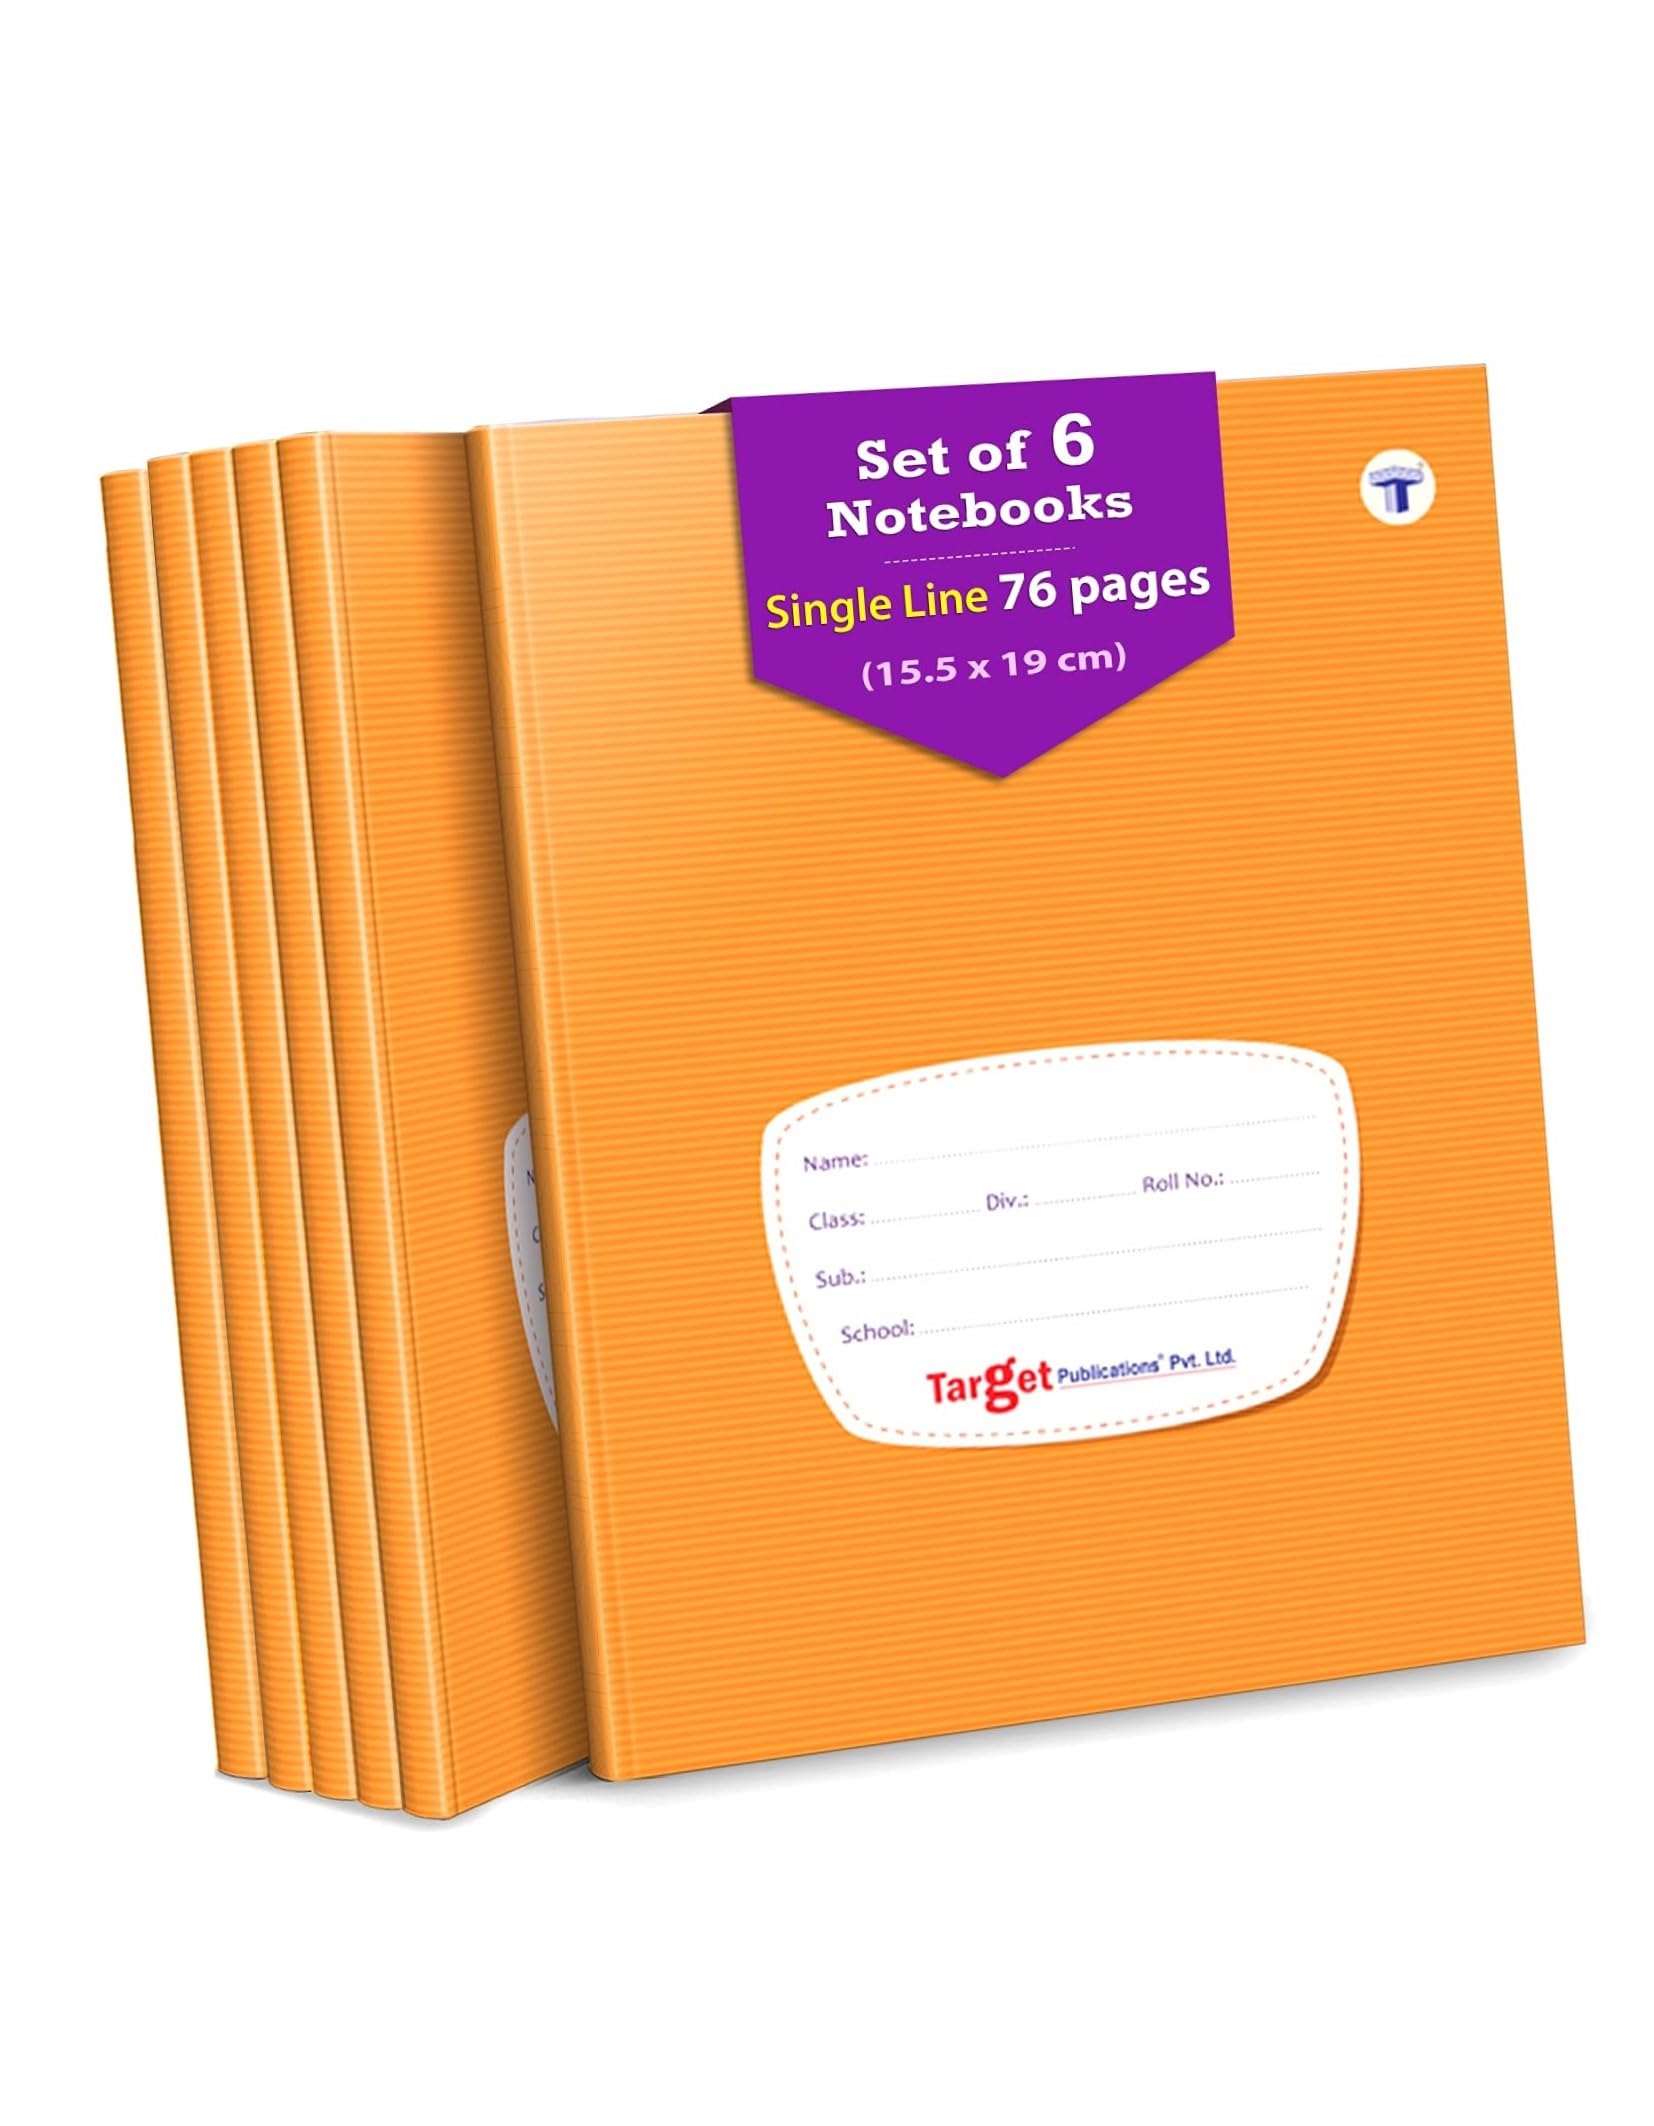 Set of 6
Notebooks
Single Line 76 pages
(15.5 x 19 cm)
T
Name:
Class: Div.: Roll No.:
Sub.:
School:
Target Publications® Pvt. Ltd.
N
C
S